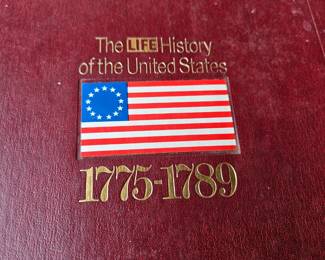 The LIFE History
of the United States
1775-1789